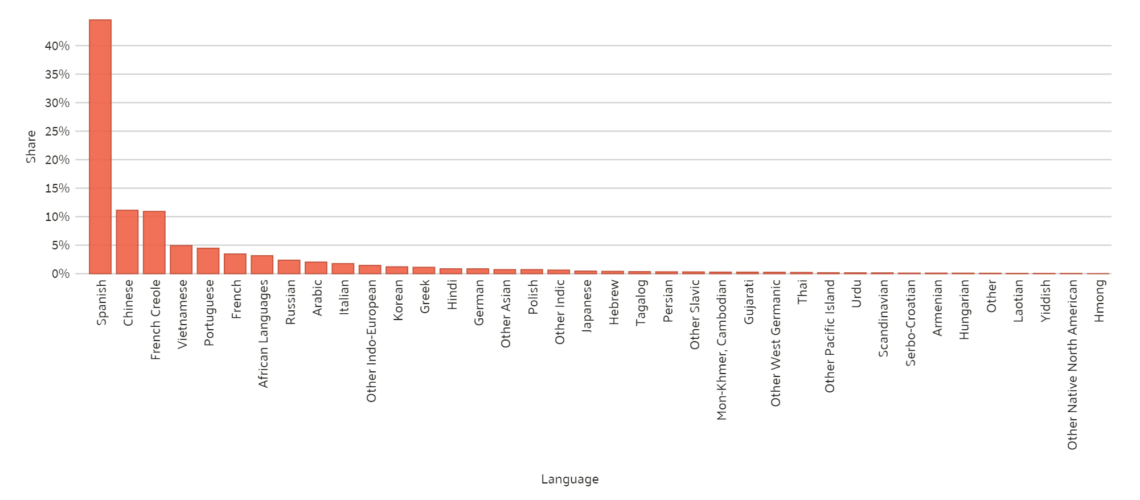 40%
35%
30%
25%
20%
15%
10%
5%
0%
Share
Spanish
Chinese
French Creole
Vietnamese
Portuguese
French
African Languages
Russian
Arabic
Italian
Other Indo-European
Korean
Greek
Hindi
German
Other Asian
Polish
Other Indic
Japanese
Hebrew
Tagalog
Persian
Other Slavic
Mon-Khmer, Cambodian
Gujarati
Other West Germanic
Thai
Other Pacific Island
Urdu
Scandinavian
Serbo-Croatian
Armenian
Hungarian
Other
Laotian
Yiddish
Other Native North American
Hmong
Language